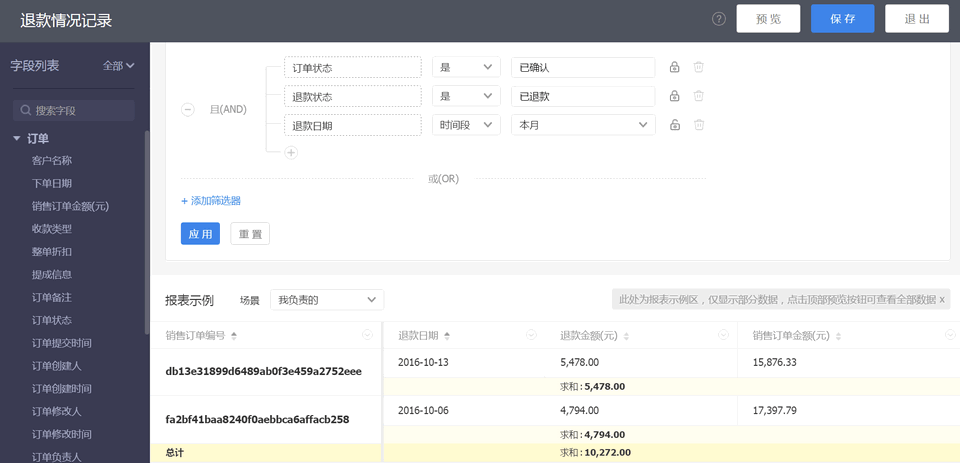 退款情况记录
? 预览 保存 退出
字段列表 全部
搜索字段
订单
客户名称
下单日期
销售订单金额(元)
收款类型
整单折扣
提成信息
订单备注
订单状态
订单提交时间
订单创建人
订单创建时间
订单修改人
订单修改时间
订单负责人
且(AND)
订单状态 是 已确认
退款状态 是 已退款
退款日期 时间段 本月
或(OR)
+ 添加筛选器
应用 重置
报表示例 场景 我负责的 此处为报表示例区，仅显示部分数据，点击顶部预览按钮可查看全部数据 x
销售订单编号 退款日期 退款金额(元) 销售订单金额(元)
db13e31899d6489ab0f3e459a2752eee 2016-10-13 5,478.00 15,876.33
求和:5,478.00
fa2bf41baa8240f0aebbca6affacb258 2016-10-06 4,794.00 17,397.79
求和:4,794.00
总计 求和:10,272.00